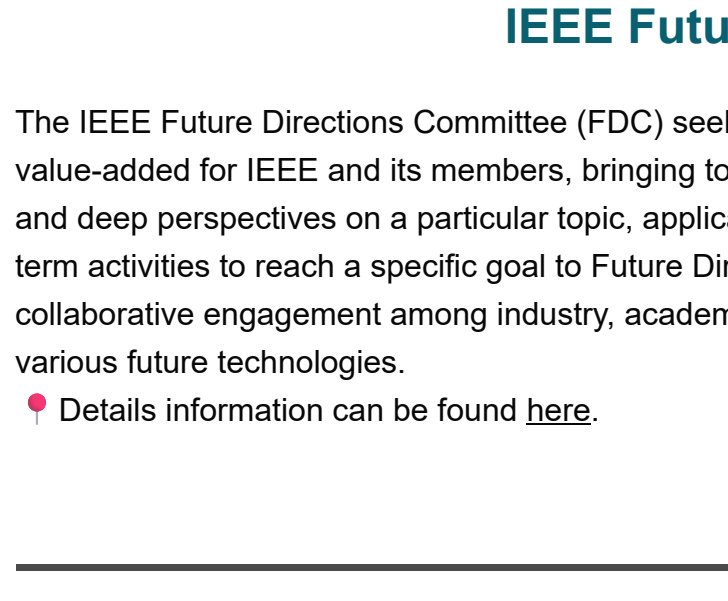 IEEE Futu
The IEEE Future Directions Committee (FDC) seek
value-added for IEEE and its members, bringing to
and deep perspectives on a particular topic, applica
term activities to reach a specific goal to Future Dir
collaborative engagement among industry, academ
various future technologies.
📍 Details information can be found here.